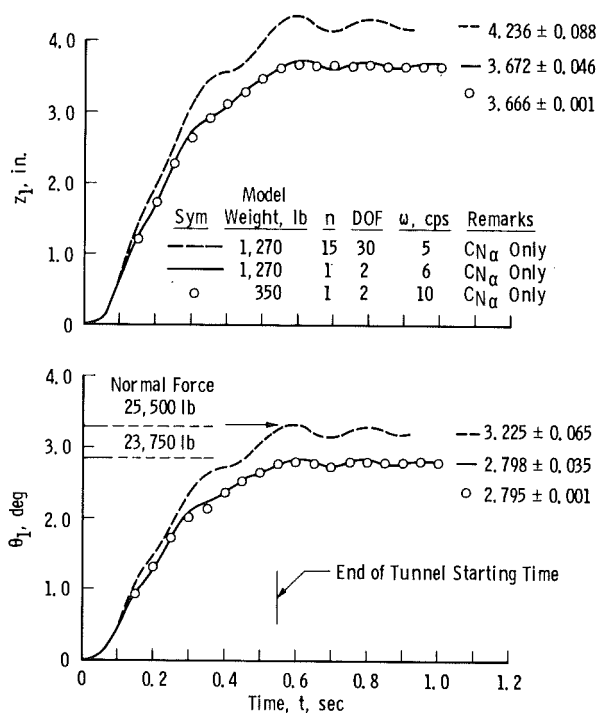 z1, in.
6.0
4.0
2.0
0
4.236 ± 0.088
3.672 ± 0.046
3.666 ± 0.001
Model
Sym Weight, lb n DOF ω, cps Remarks
1,270 15 30 5 CNα Only
1,270 1 2 6 CNα Only
350 1 2 10 CNα Only
θ1, deg
4.0
3.0
2.0
1.0
0
Normal Force
25,500 lb
23,750 lb
3.225 ± 0.065
2.798 ± 0.035
2.795 ± 0.001
End of Tunnel Starting Time
0 0.2 0.4 0.6 0.8 1.0 1.2
Time, t, sec